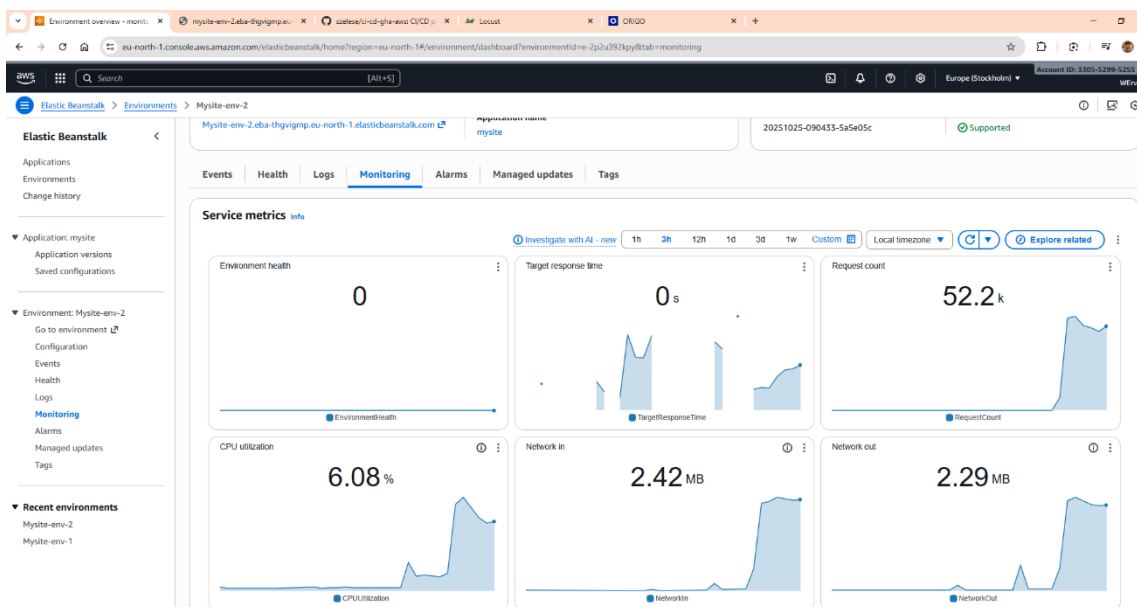 Environment overview - monito
mysite-env-2.eba-thgvigmp.eu-
szelese/ci-cd-gha-aws: CI/CD p
Locust
ORIGO
eu-north-1.console.aws.amazon.com/elasticbeanstalk/home?region=eu-north-1#/environment/dashboard?environmentId=e-2p2u392kpy&tab=monitoring
aws
Search
[Alt+S]
Europe (Stockholm)
Account ID: 3305-5299-5255
WErv
Elastic Beanstalk > Environments > Mysite-env-2
Elastic Beanstalk
Applications
Environments
Change history
Application: mysite
Application versions
Saved configurations
Environment: Mysite-env-2
Go to environment
Configuration
Events
Health
Logs
Monitoring
Alarms
Managed updates
Tags
Recent environments
Mysite-env-2
Mysite-env-1
Mysite-env-2.eba-thgvigmp.eu-north-1.elasticbeanstalk.com
Application name
mysite
20251025-090433-5a5e05c
Supported
Events Health Logs Monitoring Alarms Managed updates Tags
Service metrics Info
Investigate with AI - new 1h 3h 12h 1d 3d 1w Custom Local timezone Explore related
Environment health
0
EnvironmentHealth
Target response time
0 s
TargetResponseTime
Request count
52.2 k
RequestCount
CPU utilization
6.08 %
CPUUtilization
Network in
2.42 MB
NetworkIn
Network out
2.29 MB
NetworkOut